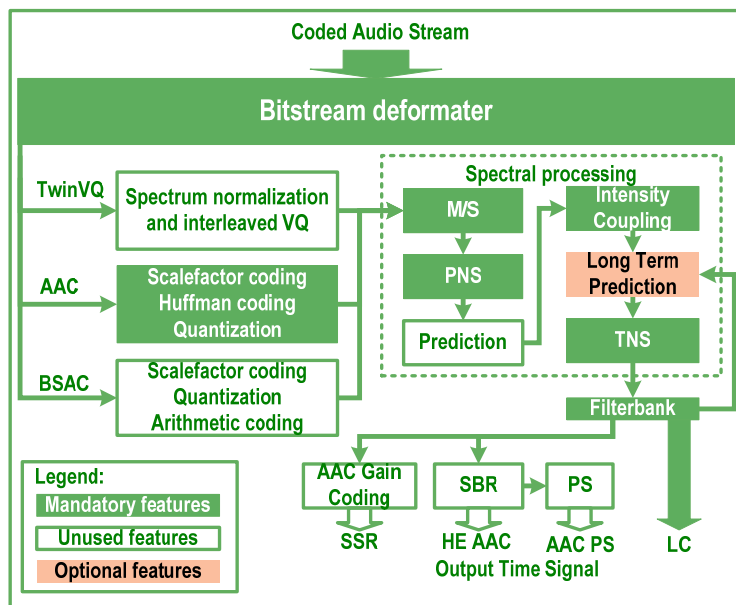 Coded Audio Stream
Bitstream deformater
TwinVQ
Spectrum normalization
and interleaved VQ
AAC
Scalefactor coding
Huffman coding
Quantization
BSAC
Scalefactor coding
Quantization
Arithmetic coding
Spectral processing
M/S
PNS
Prediction
Intensity
Coupling
Long Term
Prediction
TNS
Filterbank
AAC Gain
Coding
SBR
PS
SSR
HE AAC
AAC PS
LC
Output Time Signal
Legend:
Mandatory features
Unused features
Optional features